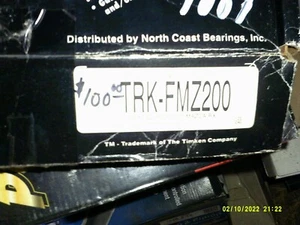 and/o
Distributed by North Coast Bearings, Inc.
$100.00
TRK-FMZ200
TM - Trademark of The Timken Company
02/10/2022 21:22